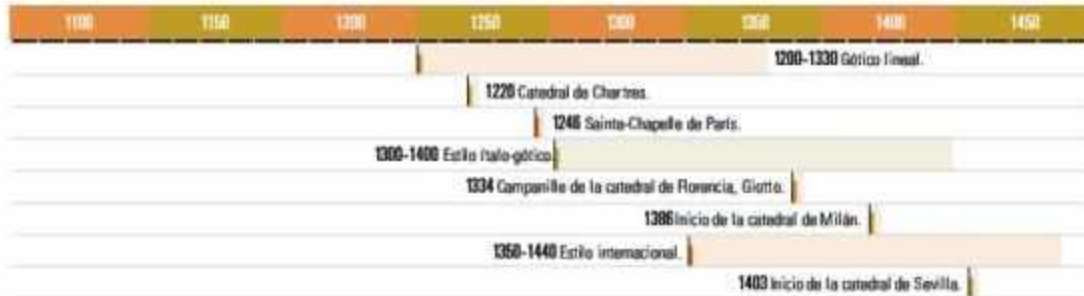 1100 1150 1200 1250 1300 1350 1400 1450
1200-1330 Gótico lineal.
1220 Catedral de Chartres.
1246 Sainte-Chapelle de París.
1300-1400 Estilo ítalo-gótico.
1334 Campanille de la catedral de Florencia, Giotto.
1386 Inicio de la catedral de Milán.
1350-1440 Estilo internacional.
1403 Inicio de la catedral de Sevilla.